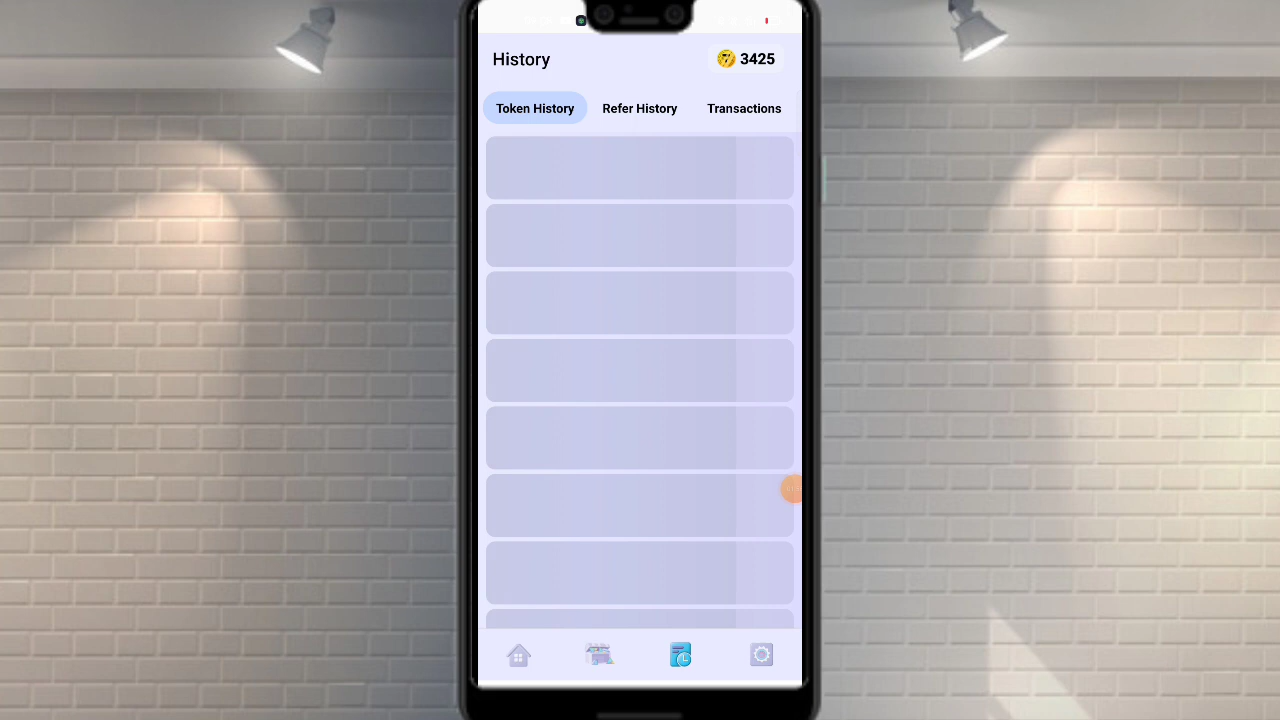 History
3425
Token History
Refer History
Transactions